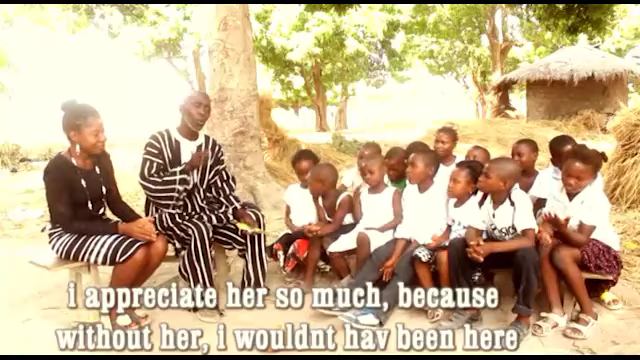 i appreciate her so much, because
without her, i wouldnt hav been here